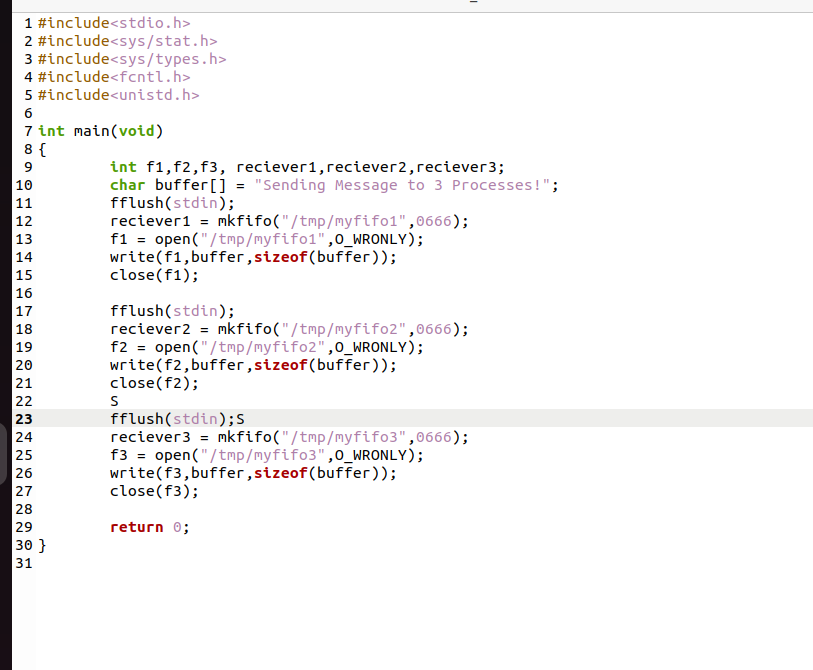 1 #include<stdio.h>
2 #include<sys/stat.h>
3 #include<sys/types.h>
4 #include<fcntl.h>
5 #include<unistd.h>
6
7 int main(void)
8 {
9 int f1,f2,f3, reciever1,reciever2,reciever3;
10 char buffer[] = "Sending Message to 3 Processes!";
11 fflush(stdin);
12 reciever1 = mkfifo("/tmp/myfifo1",0666);
13 f1 = open("/tmp/myfifo1",O_WRONLY);
14 write(f1,buffer,sizeof(buffer));
15 close(f1);
16
17 fflush(stdin);
18 reciever2 = mkfifo("/tmp/myfifo2",0666);
19 f2 = open("/tmp/myfifo2",O_WRONLY);
20 write(f2,buffer,sizeof(buffer));
21 close(f2);
22 S
23 fflush(stdin);S
24 reciever3 = mkfifo("/tmp/myfifo3",0666);
25 f3 = open("/tmp/myfifo3",O_WRONLY);
26 write(f3,buffer,sizeof(buffer));
27 close(f3);
28
29 return 0;
30 }
31